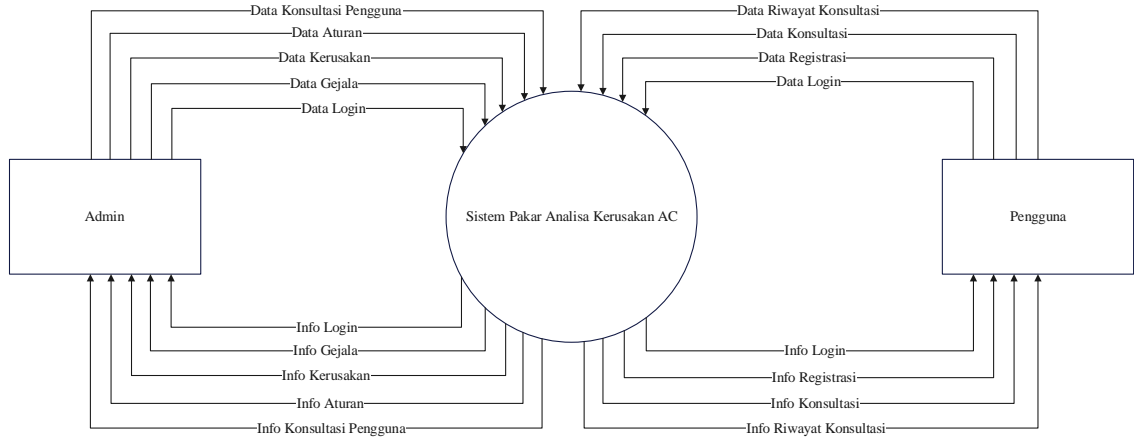 Data Konsultasi Pengguna
Data Aturan
Data Kerusakan
Data Gejala
Data Login
Data Riwayat Konsultasi
Data Konsultasi
Data Registrasi
Data Login
Admin
Sistem Pakar Analisa Kerusakan AC
Pengguna
Info Login
Info Gejala
Info Kerusakan
Info Aturan
Info Konsultasi Pengguna
Info Login
Info Registrasi
Info Konsultasi
Info Riwayat Konsultasi